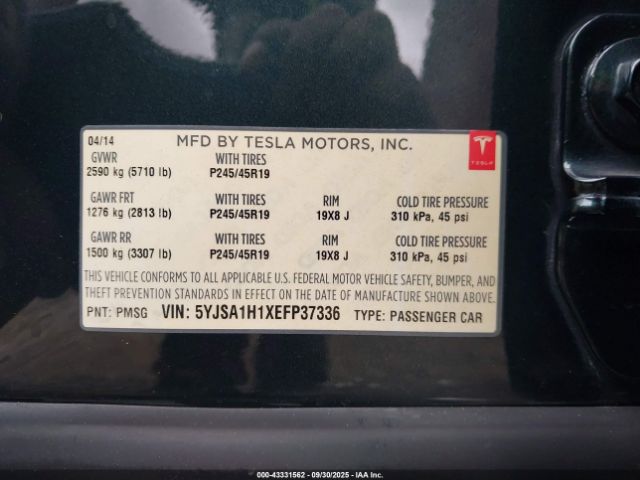 04/14 MFD BY TESLA MOTORS, INC. TESLA
GVWR WITH TIRES
2590 kg (5710 lb) P245/45R19
GAWR FRT WITH TIRES RIM COLD TIRE PRESSURE
1276 kg (2813 lb) P245/45R19 19X8 J 310 kPa, 45 psi
GAWR RR WITH TIRES RIM COLD TIRE PRESSURE
1500 kg (3307 lb) P245/45R19 19X8 J 310 kPa, 45 psi
THIS VEHICLE CONFORMS TO ALL APPLICABLE U.S. FEDERAL MOTOR VEHICLE SAFETY, BUMPER, AND
THEFT PREVENTION STANDARDS IN EFFECT ON THE DATE OF MANUFACTURE SHOWN ABOVE.
PNT: PMSG VIN: 5YJSA1H1XEFP37336 TYPE: PASSENGER CAR
000-43331562 - 09/30/2025 - IAA Inc.